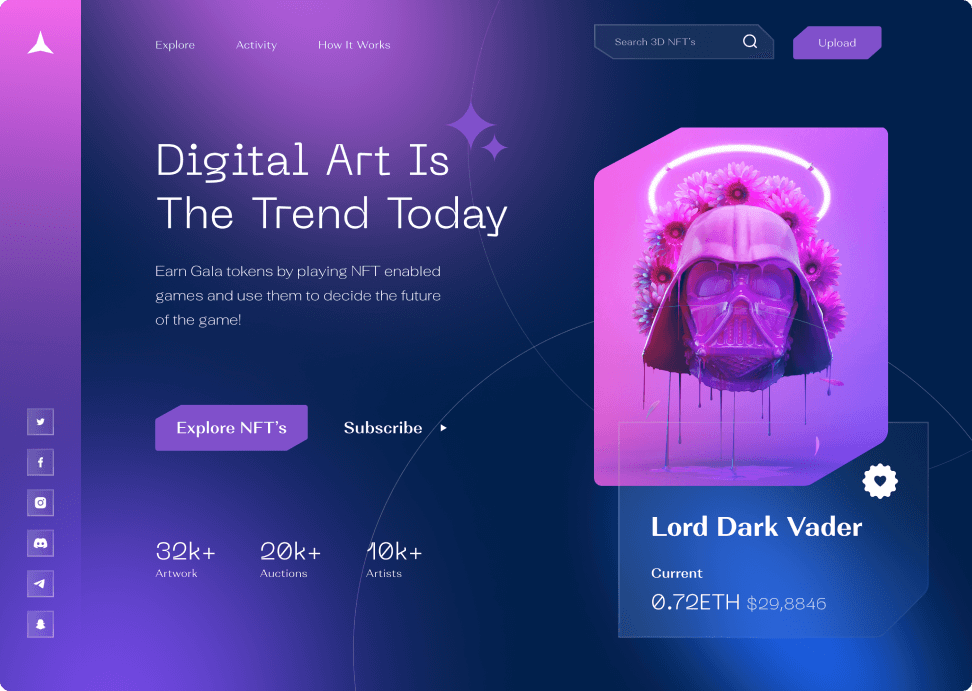 Explore Activity How It Works
Search 3D NFT's
Upload
Digital Art Is
The Trend Today
Earn Gala tokens by playing NFT enabled
games and use them to decide the future
of the game!
Explore NFT's
Subscribe
32k+ 20k+ 10k+
Artwork Auctions Artists
Lord Dark Vader
Current
0.72ETH $29,8846